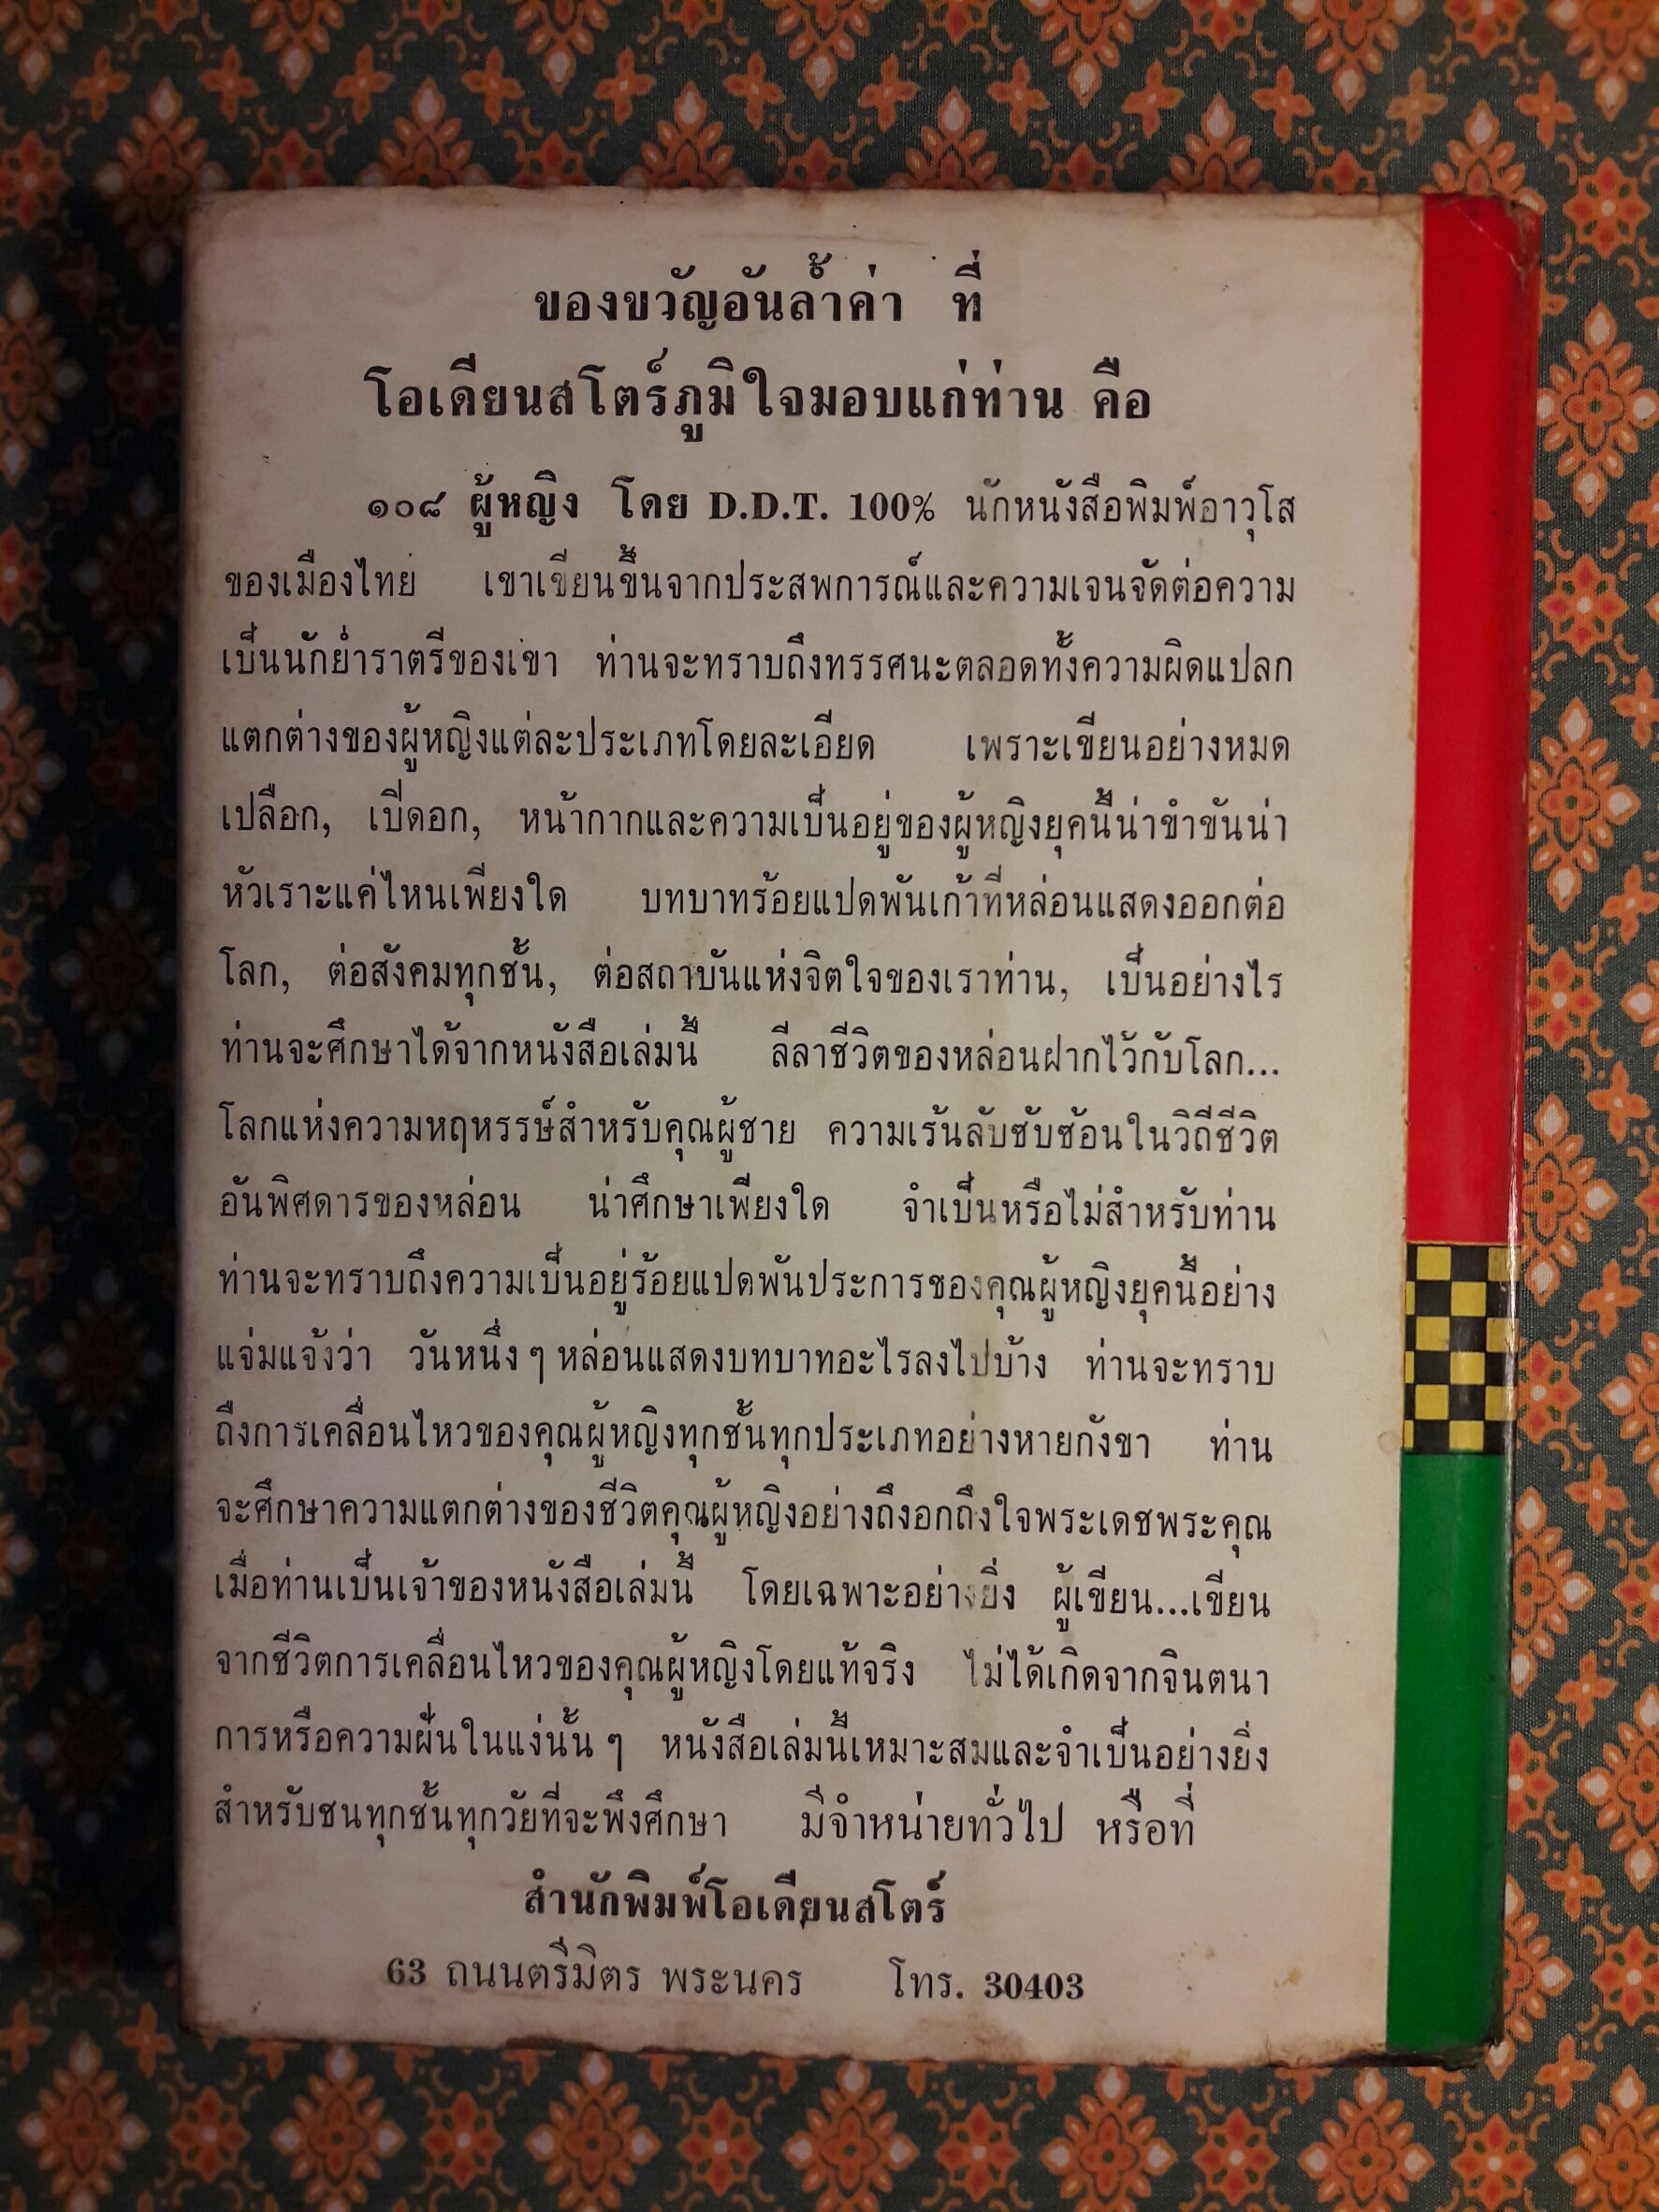 ของขวัญอันล้ำค่า ที่
โอเดียนสโตร์ภูมิใจมอบแก่ท่าน คือ
๑๐๘ ผู้หญิง โดย D.D.T. 100% นักหนังสือพิมพ์อาวุโส
ของเมืองไทย เขาเขียนขึ้นจากประสพการณ์และความเจนจัดต่อความ
เป็นนักย่ำราตรีของเขา ท่านจะทราบถึงทรรศนะตลอดทั้งความผิดแปลก
แตกต่างของผู้หญิงแต่ละประเภทโดยละเอียด เพราะเขียนอย่างหมด
เปลือก, เปิดอก, หน้ากากและความเป็นอยู่ของผู้หญิงยุคนี้น่าขำขันน่า
หัวเราะแค่ไหนเพียงใด บทบาทร้อยแปดพันเก้าที่หล่อนแสดงออกต่อ
โลก, ต่อสังคมทุกชั้น, ต่อสถาบันแห่งจิตใจของเราท่าน, เป็นอย่างไร
ท่านจะศึกษาได้จากหนังสือเล่มนี้ ลีลาชีวิตของหล่อนฝากไว้กับโลก...
โลกแห่งความหฤหรรษ์สำหรับคุณผู้ชาย ความเร้นลับซับซ้อนในวิถีชีวิต
อันพิศดารของหล่อน น่าศึกษาเพียงใด จำเป็นหรือไม่สำหรับท่าน
ท่านจะทราบถึงความเป็นอยู่ร้อยแปดพันประการของคุณผู้หญิงยุคนี้อย่าง
แจ่มแจ้งว่า วันหนึ่ง ๆ หล่อนแสดงบทบาทอะไรลงไปบ้าง ท่านจะทราบ
ถึงการเคลื่อนไหวของคุณผู้หญิงทุกชั้นทุกประเภทอย่างหายกังขา ท่าน
จะศึกษาความแตกต่างของชีวิตคุณผู้หญิงอย่างถึงอกถึงใจพระเดชพระคุณ
เมื่อท่านเป็นเจ้าของหนังสือเล่มนี้ โดยเฉพาะอย่างยิ่ง ผู้เขียน...เขียน
จากชีวิตการเคลื่อนไหวของคุณผู้หญิงโดยแท้จริง ไม่ได้เกิดจากจินตนา
การหรือความฝันในแง่นั้น ๆ หนังสือเล่มนี้เหมาะสมและจำเป็นอย่างยิ่ง
สำหรับชนทุกชั้นทุกวัยที่จะพึงศึกษา มีจำหน่ายทั่วไป หรือที่
สำนักพิมพ์โอเดียนสโตร์
63 ถนนตรีมิตร พระนคร โทร. 30403